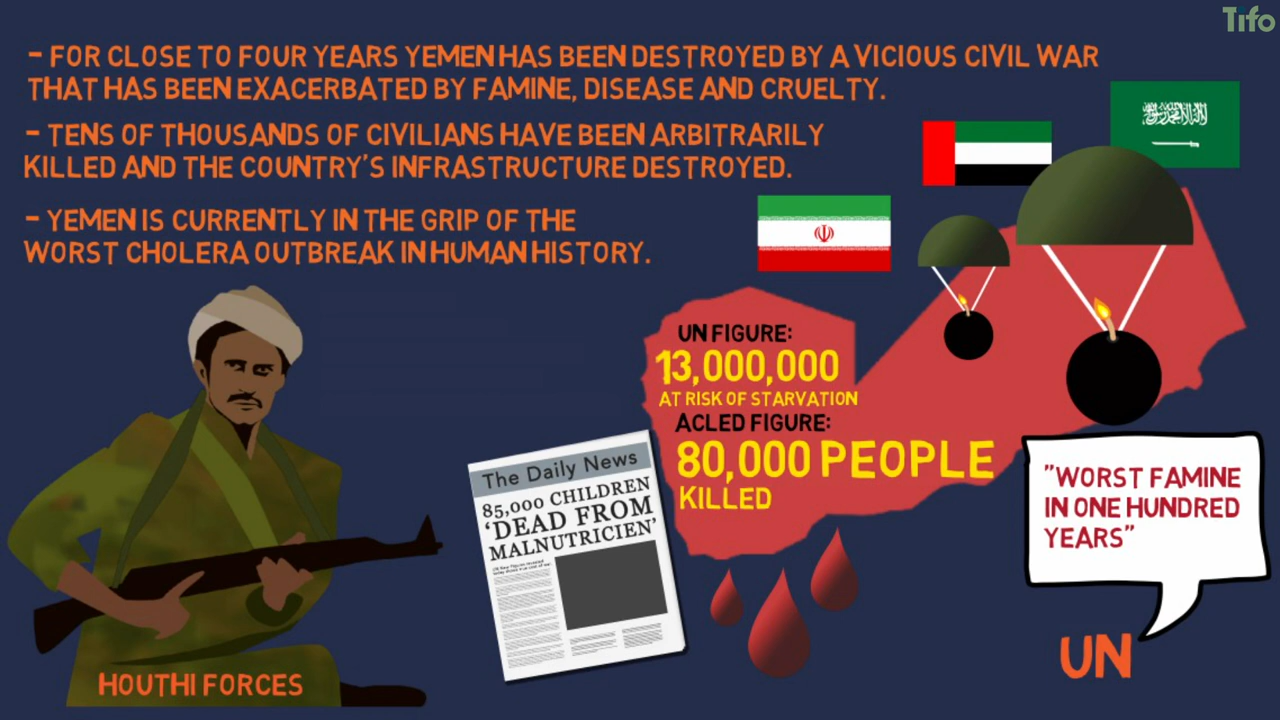 Tifo
- FOR CLOSE TO FOUR YEARS YEMEN HAS BEEN DESTROYED BY A VICIOUS CIVIL WAR
THAT HAS BEEN EXACERBATED BY FAMINE, DISEASE AND CRUELTY.
- TENS OF THOUSANDS OF CIVILIANS HAVE BEEN ARBITRARILY
KILLED AND THE COUNTRY'S INFRASTRUCTURE DESTROYED.
- YEMEN IS CURRENTLY IN THE GRIP OF THE
WORST CHOLERA OUTBREAK IN HUMAN HISTORY.
UN FIGURE:
13,000,000
AT RISK OF STARVATION
ACLED FIGURE:
80,000 PEOPLE
KILLED
The Daily News
85,000 CHILDREN
'DEAD FROM
MALNUTRICIEN'
"WORST FAMINE
IN ONE HUNDRED
YEARS"
UN
HOUTHI FORCES